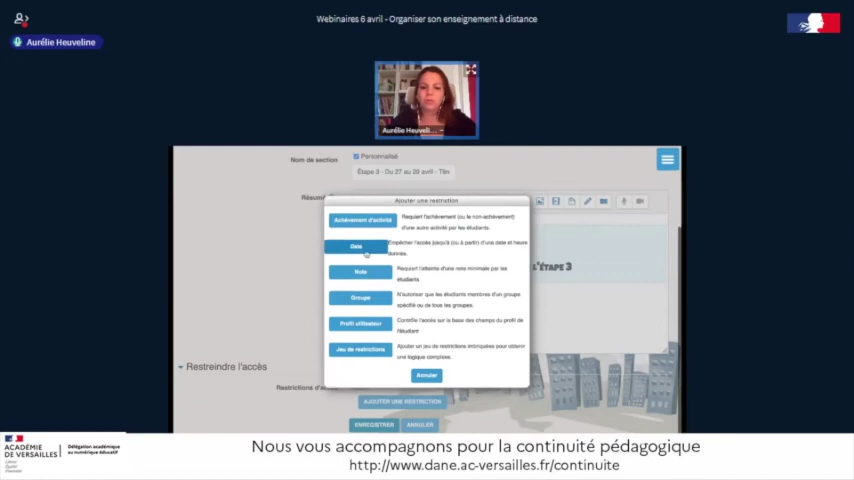 Webinaires 6 avril - Organiser son enseignement à distance
Aurélie Heuveline
Aurélie Heuveli...
Nom de section
Personnalisé
Étape 3 - Du 27 au 29 avril - Tlin
Résumé
Ajouter une restriction
Achèvement d'activité
Requiert l'achèvement (ou le non-achèvement)
d'une autre activité par les étudiants.
Date
Empêcher l'accès jusqu'à (ou à partir) d'une date et heure
donnée.
Note
Requiert l'atteinte d'une note minimale par les
étudiants
Groupe
N'autoriser que les étudiants membres d'un groupe
spécifié ou de tous les groupes.
Profil utilisateur
Contrôle l'accès sur la base des champs du profil de
l'étudiant
Jeu de restrictions
Ajouter un jeu de restrictions imbriquées pour obtenir
une logique complexe.
Annuler
L'ÉTAPE 3
Restreindre l'accès
Restrictions d'a
AJOUTER UNE RESTRICTION
ENREGISTRER
ANNULER
ACADÉMIE
DE VERSAILLES
Délégation académique
au numérique éducatif
Nous vous accompagnons pour la continuité pédagogique
http://www.dane.ac-versailles.fr/continuite